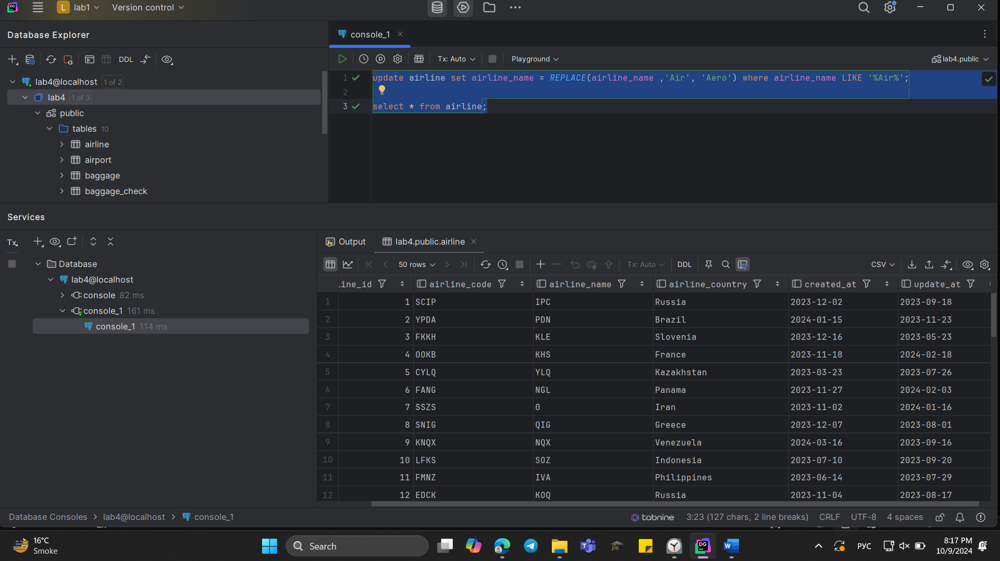 L lab1 Version control
Database Explorer
console_1
DDL
Tx: Auto Playground lab4.public
lab4@localhost 1 of 2
lab4 1 of 3
public
tables 10
airline
airport
baggage
baggage_check
1 update airline set airline_name = REPLACE(airline_name ,'Air', 'Aero') where airline_name LIKE '%Air%';
2
3 select * from airline;
Services
Tx
Database
lab4@localhost
console 82 ms
console_1 161 ms
console_1 114 ms
Output lab4.public.airline
50 rows Tx: Auto DDL CSV
line_id airline_code airline_name airline_country created_at update_at
1 1 SCIP IPC Russia 2023-12-02 2023-09-18
2 2 YPDA PDN Brazil 2024-01-15 2023-11-23
3 3 FKKH KLE Slovenia 2023-12-16 2023-05-23
4 4 OOKB KHS France 2023-11-18 2024-02-18
5 5 CYLQ YLQ Kazakhstan 2023-03-23 2023-07-26
6 6 FANG NGL Panama 2023-11-27 2024-02-03
7 7 SSZS 0 Iran 2023-11-02 2024-01-16
8 8 SNIG QIG Greece 2023-12-07 2023-08-01
9 9 KNQX NQX Venezuela 2024-03-16 2023-09-16
10 10 LFKS SOZ Indonesia 2023-07-10 2023-09-20
11 11 FMNZ IVA Philippines 2023-06-14 2023-07-29
12 12 EDCK KOQ Russia 2023-11-04 2023-08-17
Database Consoles > lab4@localhost > console_1
tabnine 3:23 (127 chars, 2 line breaks) CRLF UTF-8 4 spaces
16°C
Smoke
Search
РУС
8:17 PM
10/9/2024